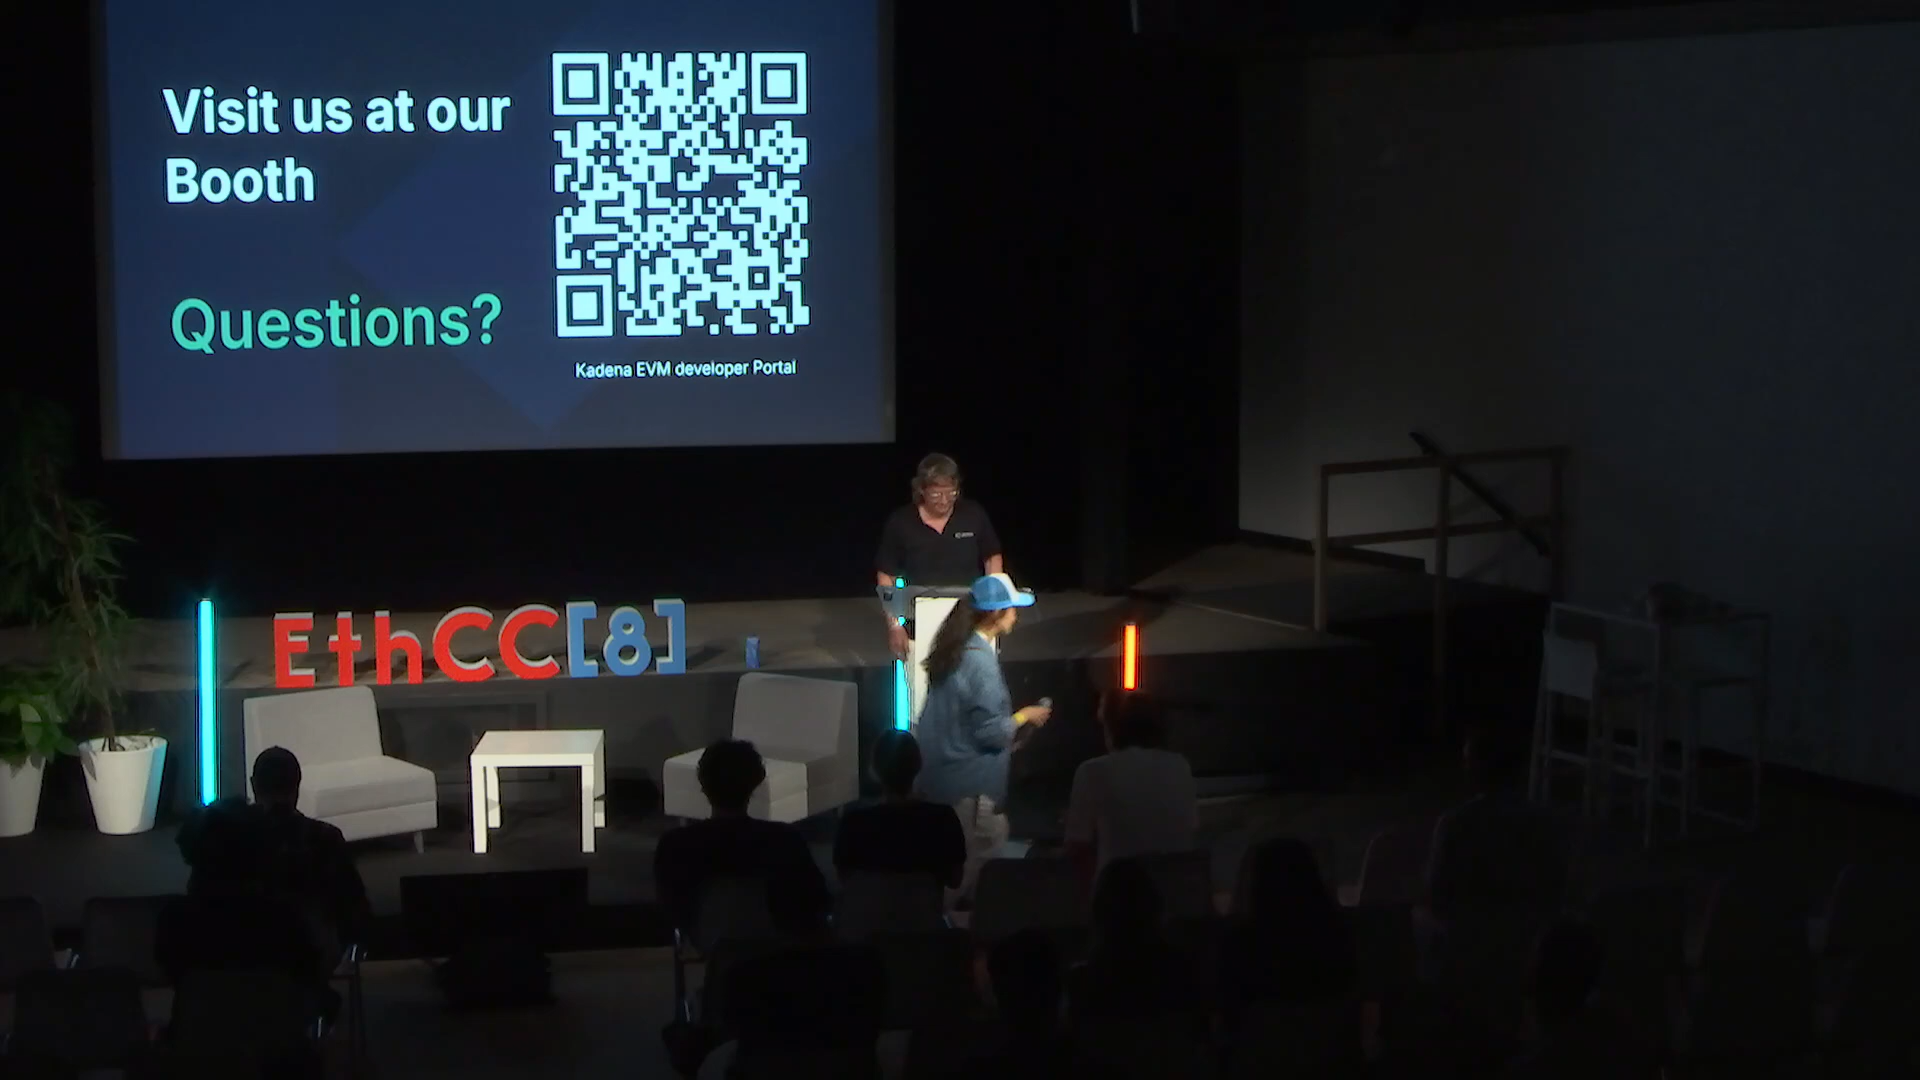 Visit us at our
Booth
Questions?
Kadena EVM developer Portal
EthCC[8]